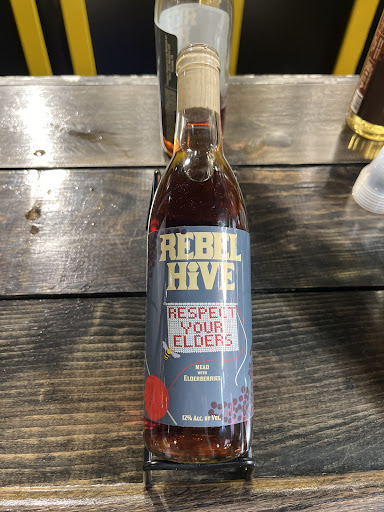 REBEL
HiVE
RESPECT
YOUR
ELDERS
MEAD
WITH
ELDERBERRIES
12% ALC. BY VOL.